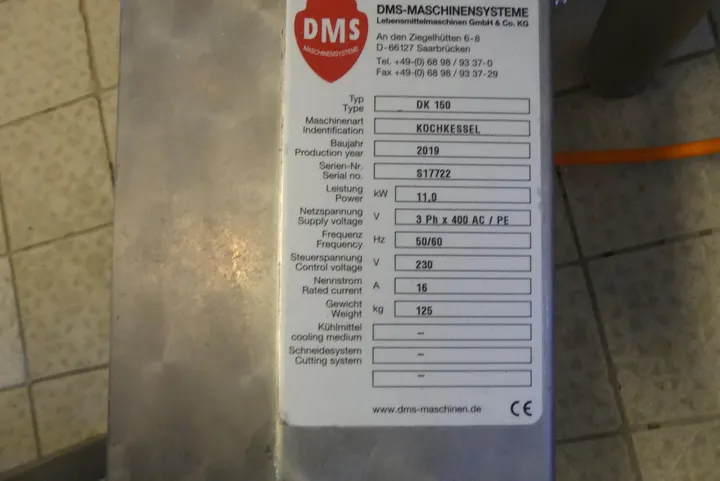 DMS
MASCHINENSYSTEME
DMS-MASCHINENSYSTEME
Lebensmittelmaschinen GmbH & Co. KG
An den Ziegelhütten 6-8
D-66127 Saarbrücken
Tel. +49-(0) 68 98 / 93 37-0
Fax +49-(0) 68 98 / 93 37-29
Typ
Type DK 150
Maschinenart
Indentification KOCHKESSEL
Baujahr
Production year 2019
Serien-Nr.
Serial no. S17722
Leistung
Power kW 11,0
Netzspannung
Supply voltage V 3 Ph x 400 AC / PE
Frequenz
Frequency Hz 50/60
Steuerspannung
Control voltage V 230
Nennstrom
Rated current A 16
Gewicht
Weight kg 125
Kühlmittel
cooling medium –
Schneidesystem
Cutting system –
–
www.dms-maschinen.de CE